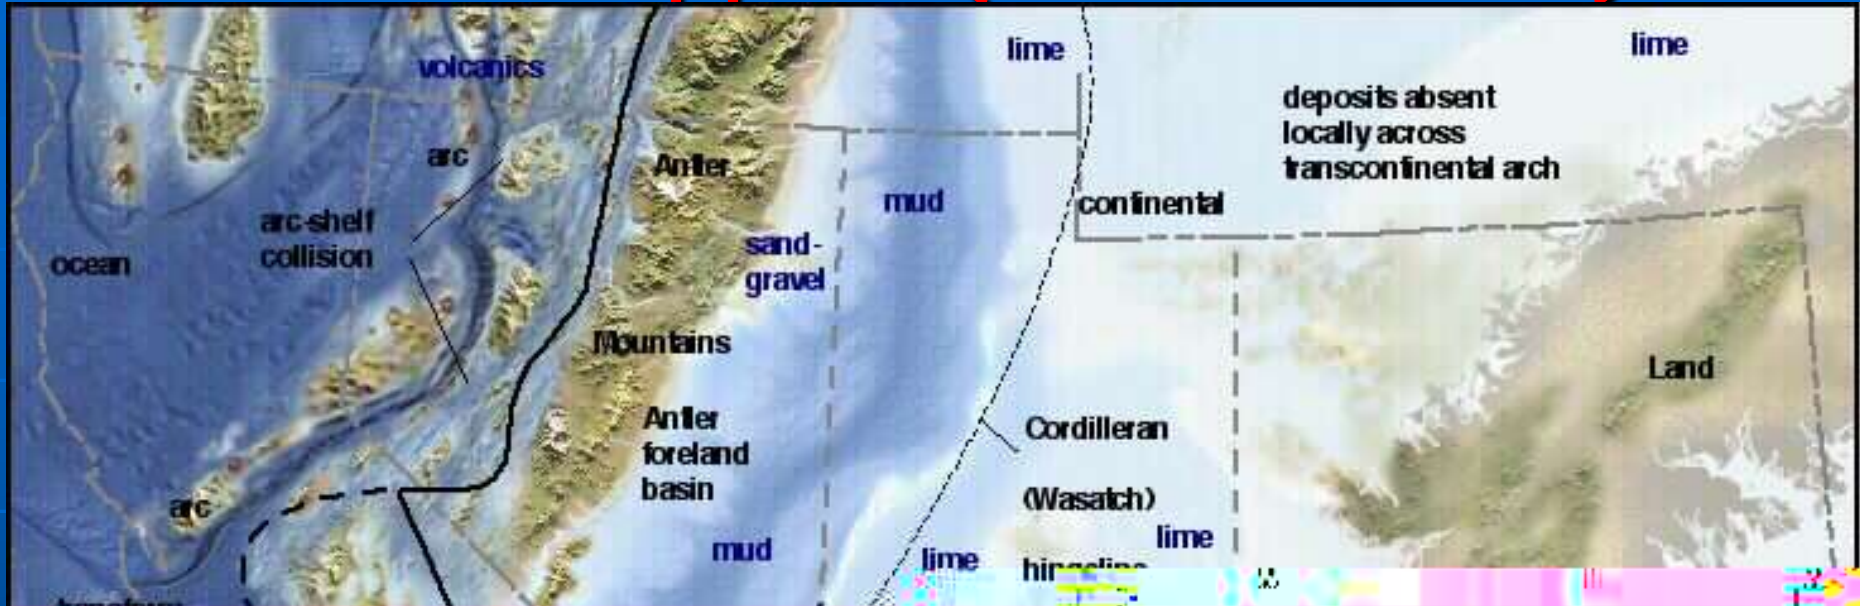 lime
lime
volcanics
deposits absent
locally across
transcontinental arch
arc
Antler
mud
continental
arc-shelf
collision
sand-
gravel
ocean
Mountains
Land
Antler
foreland
basin
Cordilleran
(Wasatch)
arc
mud
lime
lime
hingeline